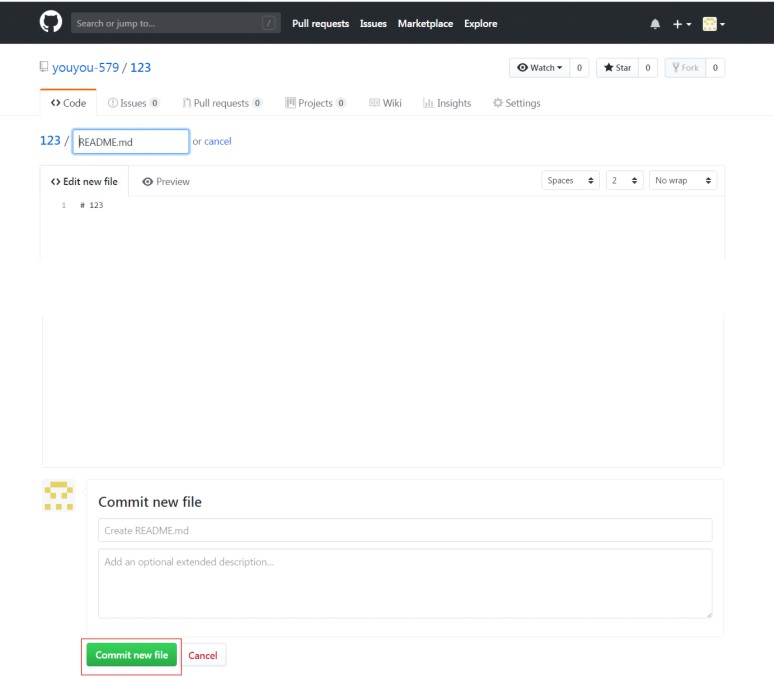 Search or jump to... / Pull requests Issues Marketplace Explore
youyou-579 / 123 Watch 0 Star 0 Fork 0
Code Issues 0 Pull requests 0 Projects 0 Wiki Insights Settings
123 / README.md or cancel
Edit new file Preview Spaces 2 No wrap
1 # 123
Commit new file
Create README.md
Add an optional extended description...
Commit new file Cancel